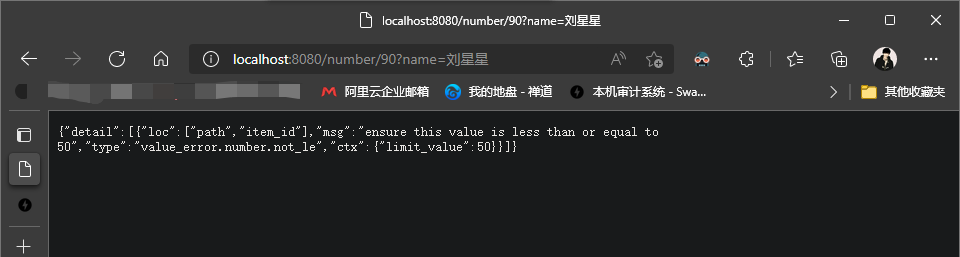 localhost:8080/number/90?name=刘星星
localhost:8080/number/90?name=刘星星
阿里云企业邮箱 我的地盘 - 禅道 本机审计系统 - Swa... 其他收藏夹
{"detail":[{"loc":["path","item_id"],"msg":"ensure this value is less than or equal to
50","type":"value_error.number.not_le","ctx":{"limit_value":50}}]}